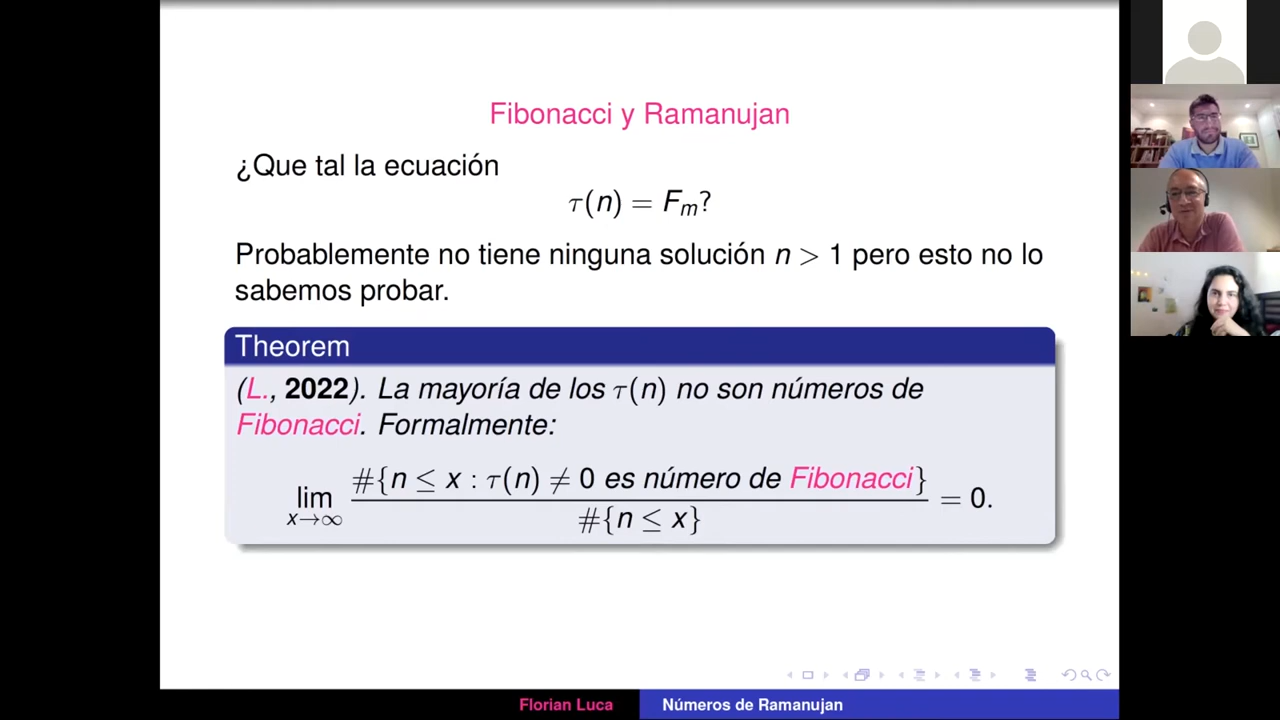 Fibonacci y Ramanujan
¿Que tal la ecuación
τ(n) = Fₘ?
Probablemente no tiene ninguna solución n > 1 pero esto no lo
sabemos probar.
Theorem
(L., 2022). La mayoría de los τ(n) no son números de
Fibonacci. Formalmente:
lim x→∞ #{n ≤ x : τ(n) ≠ 0 es número de Fibonacci} / #{n ≤ x} = 0.
Florian Luca Números de Ramanujan